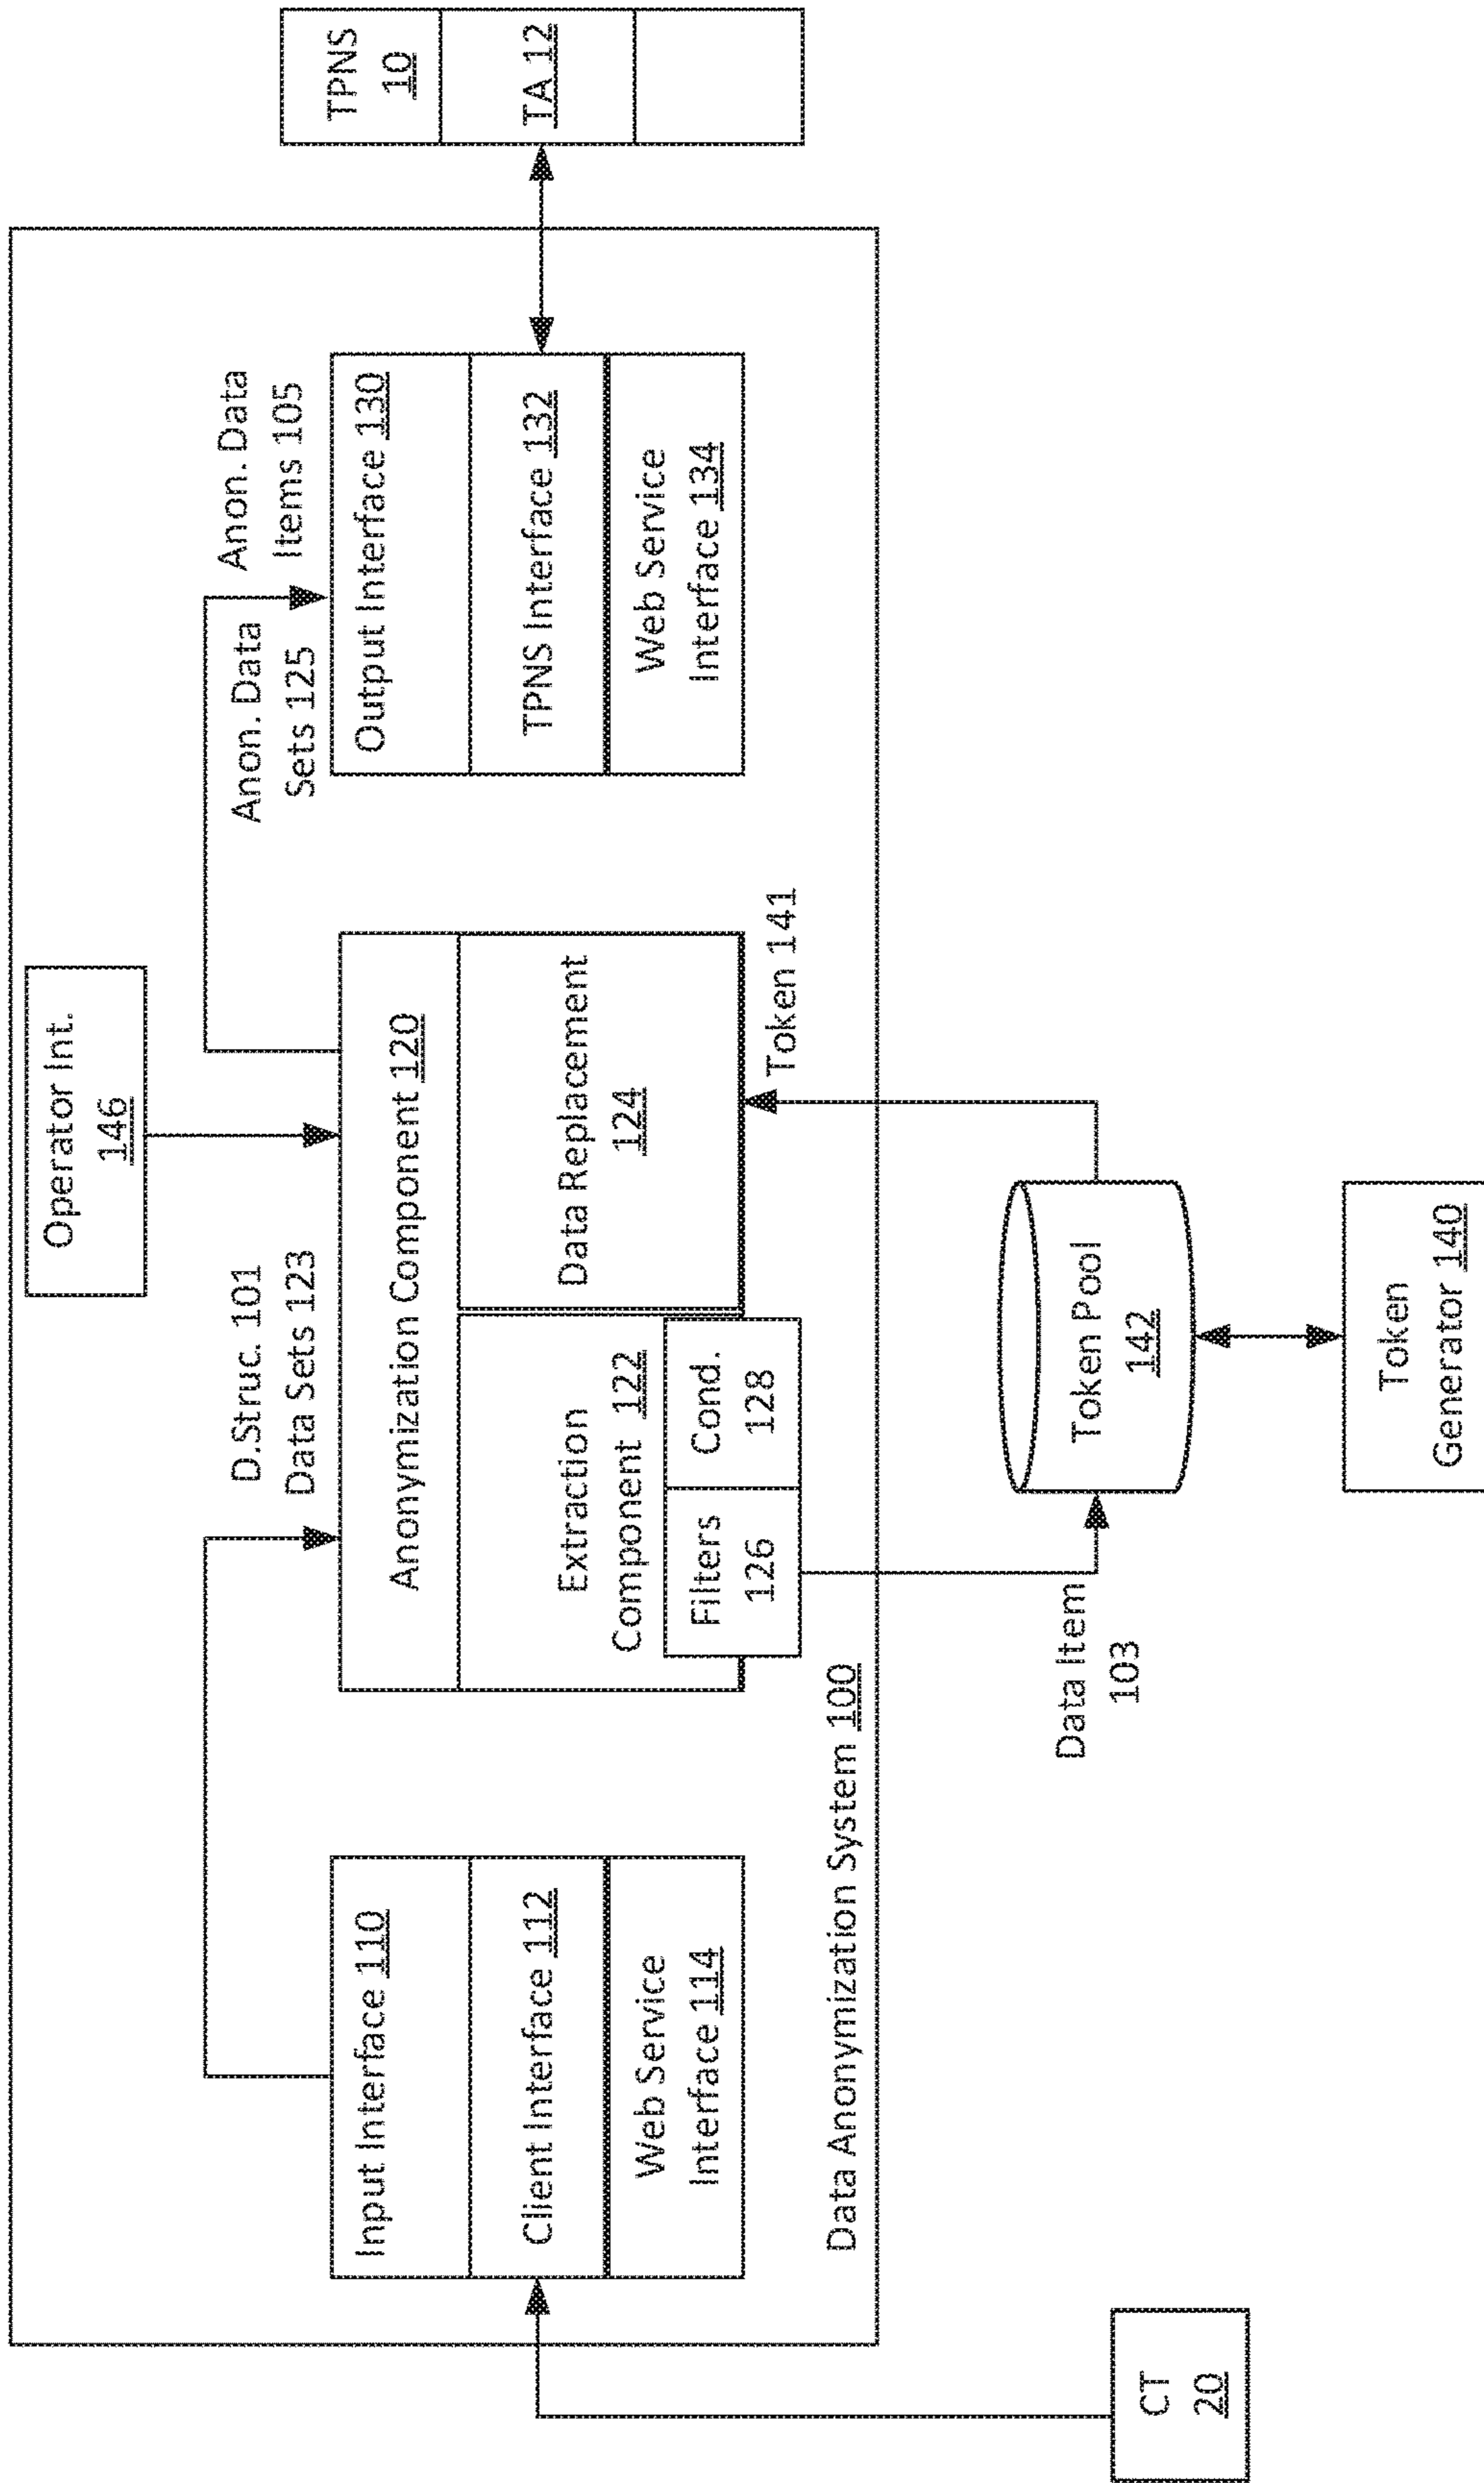 Operator Int.
146
D.Struc. 101
Data Sets 123
Anon. Data
Sets 125
Anon. Data
Items 105
Input Interface 110
Client Interface 112
Web Service
Interface 114
Anonymization Component 120
Extraction
Component 122
Filters
126
Cond.
128
Data Replacement
124
Output Interface 130
TPNS Interface 132
Web Service
Interface 134
TPNS
10
TA 12
Data Anonymization System 100
Token 141
Data Item
103
Token Pool
142
CT
20
Token
Generator 140